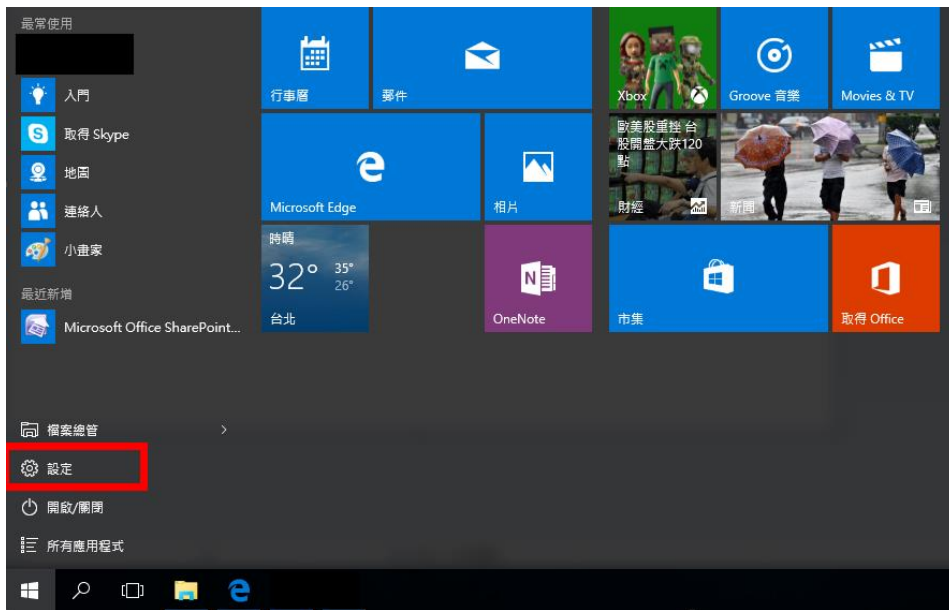 最常使用
入門
取得 Skype
地圖
連絡人
小畫家
最近新增
Microsoft Office SharePoint...
檔案總管
設定
開啟/關閉
所有應用程式
行事曆
郵件
Microsoft Edge
相片
時晴
32° 35°
26°
台北
OneNote
Xbox
Groove 音樂
Movies & TV
歐美股重挫 台
股開盤大跌120
點
財經
新聞
市集
取得 Office